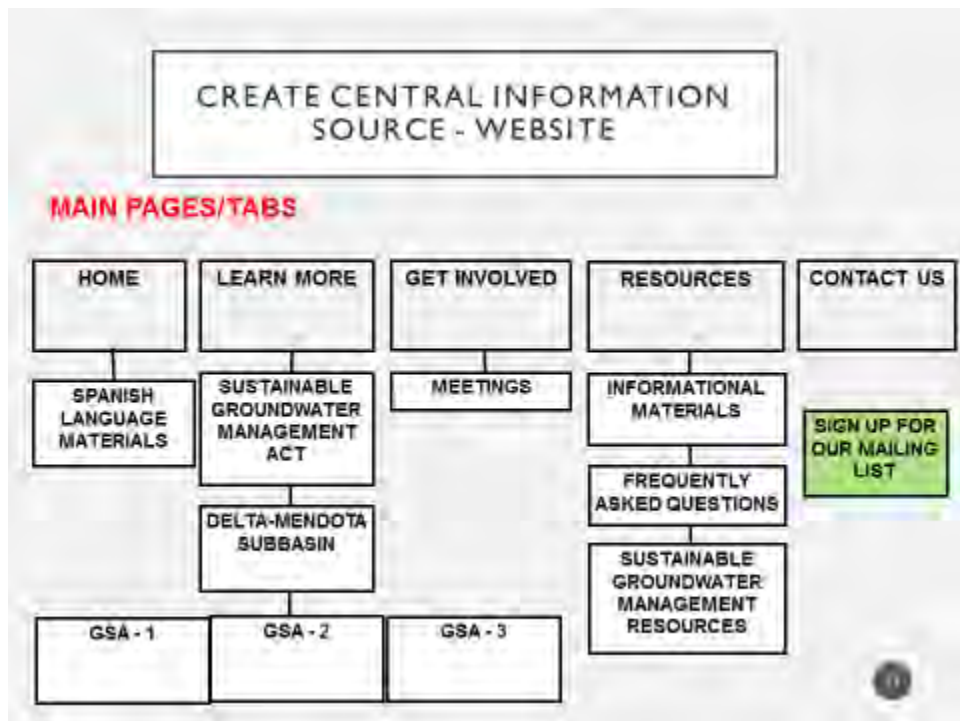 CREATE CENTRAL INFORMATION
SOURCE - WEBSITE
MAIN PAGES/TABS
HOME
LEARN MORE
GET INVOLVED
RESOURCES
CONTACT US
SPANISH
LANGUAGE
MATERIALS
SUSTAINABLE
GROUNDWATER
MANAGEMENT
ACT
MEETINGS
INFORMATIONAL
MATERIALS
SIGN UP FOR
OUR MAILING
LIST
FREQUENTLY
ASKED QUESTIONS
DELTA-MENDOTA
SUBBASIN
SUSTAINABLE
GROUNDWATER
MANAGEMENT
RESOURCES
GSA - 1
GSA - 2
GSA - 3